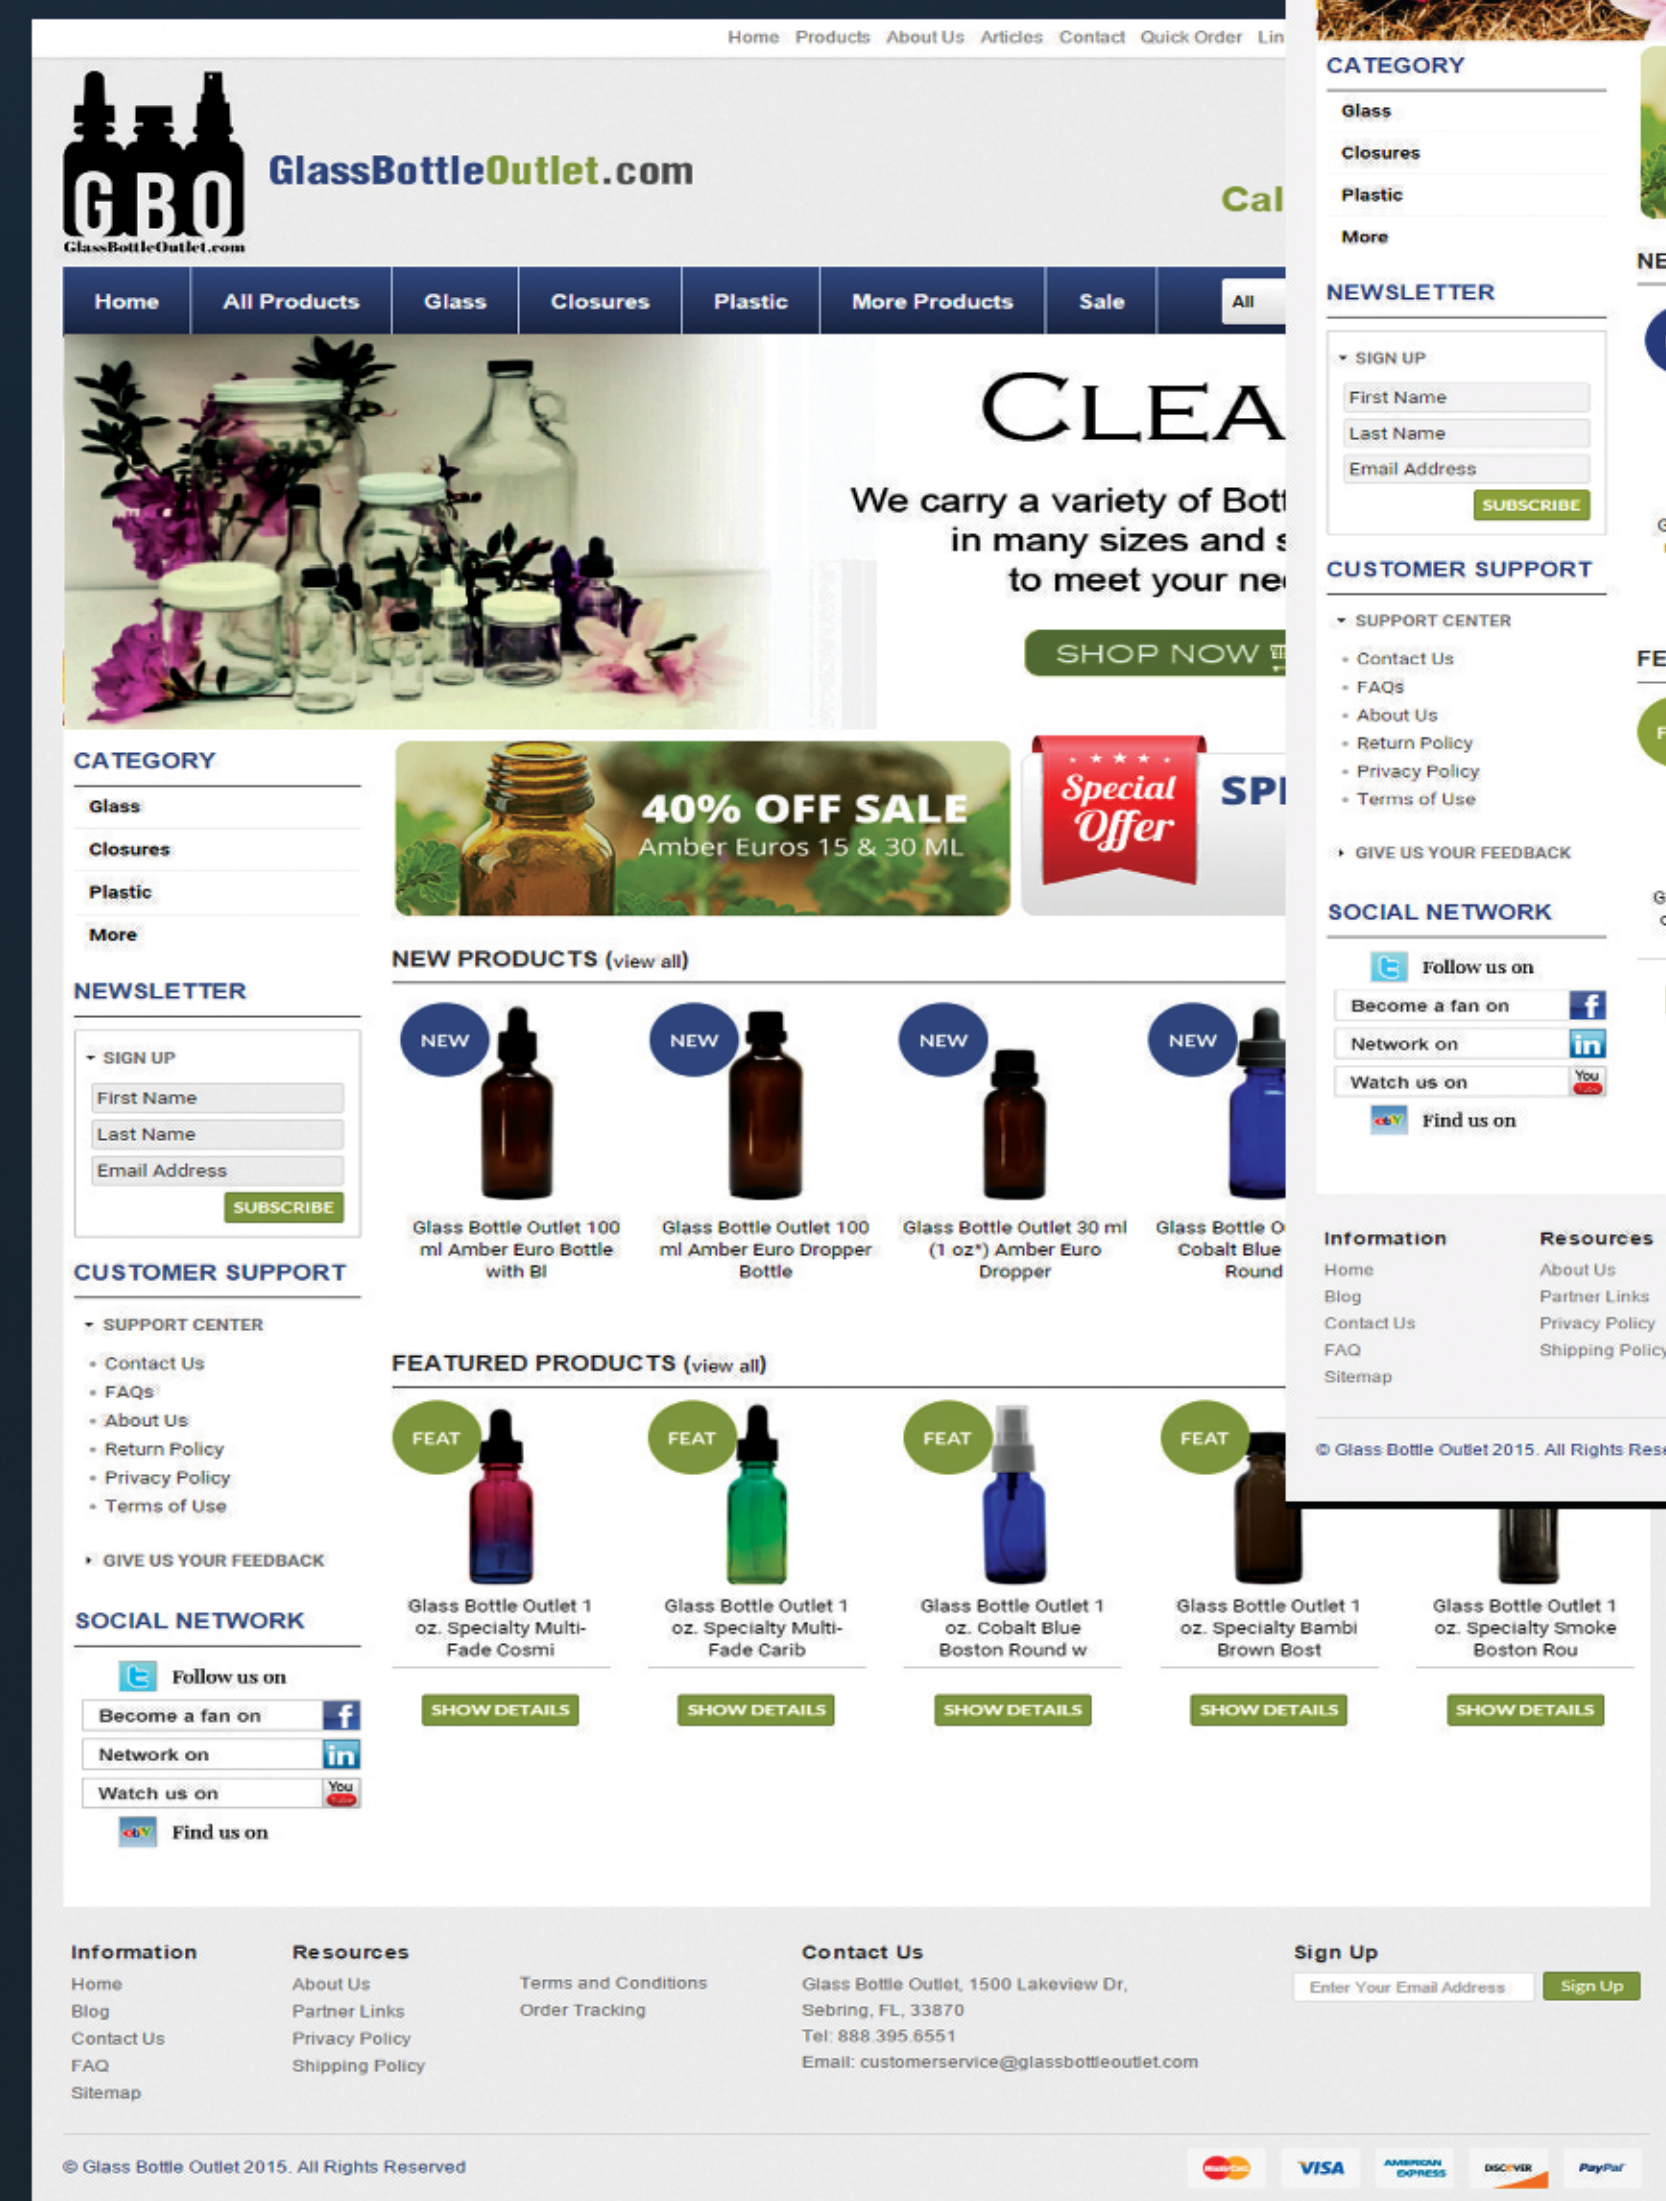 Home Products About Us Articles Contact Quick Order Lin
GBO
GlassBottleOutlet.com
GlassBottleOutlet.com
Cal
Home All Products Glass Closures Plastic More Products Sale All
CLEA
We carry a variety of Bott
in many sizes and s
to meet your nee
SHOP NOW
CATEGORY
Glass
Closures
Plastic
More
NEWSLETTER
SIGN UP
First Name
Last Name
Email Address
SUBSCRIBE
CUSTOMER SUPPORT
SUPPORT CENTER
Contact Us
FAQs
About Us
Return Policy
Privacy Policy
Terms of Use
GIVE US YOUR FEEDBACK
SOCIAL NETWORK
Follow us on
Become a fan on f
Network on in
Watch us on You Tube
ebY Find us on
40% OFF SALE
Amber Euros 15 & 30 ML
Special
Offer
SPI
NEW PRODUCTS (view all)
NEW NEW NEW NEW
Glass Bottle Outlet 100
ml Amber Euro Bottle
with Bl
Glass Bottle Outlet 100
ml Amber Euro Dropper
Bottle
Glass Bottle Outlet 30 ml
(1 oz*) Amber Euro
Dropper
Glass Bottle O
Cobalt Blue
Round
FEATURED PRODUCTS (view all)
FEAT FEAT FEAT FEAT
Glass Bottle Outlet 1
oz. Specialty Multi-
Fade Cosmi
SHOW DETAILS
Glass Bottle Outlet 1
oz. Specialty Multi-
Fade Carib
SHOW DETAILS
Glass Bottle Outlet 1
oz. Cobalt Blue
Boston Round w
SHOW DETAILS
Glass Bottle Outlet 1
oz. Specialty Bambi
Brown Bost
SHOW DETAILS
Glass Bottle Outlet 1
oz. Specialty Smoke
Boston Rou
SHOW DETAILS
Information
Home
Blog
Contact Us
FAQ
Sitemap
Resources
About Us
Partner Links
Privacy Policy
Shipping Policy
Terms and Conditions
Order Tracking
Contact Us
Glass Bottle Outlet, 1500 Lakeview Dr,
Sebring, FL, 33870
Tel: 888.395.6551
Email: customerservice@glassbottleoutlet.com
Sign Up
Enter Your Email Address Sign Up
© Glass Bottle Outlet 2015. All Rights Reserved
MasterCard VISA AMERICAN EXPRESS DISCOVER PayPal
CATEGORY
Glass
Closures
Plastic
More
NEWSLETTER
SIGN UP
First Name
Last Name
Email Address
SUBSCRIBE
CUSTOMER SUPPORT
SUPPORT CENTER
Contact Us
FAQs
About Us
Return Policy
Privacy Policy
Terms of Use
GIVE US YOUR FEEDBACK
SOCIAL NETWORK
Follow us on
Become a fan on f
Network on in
Watch us on You Tube
ebY Find us on
NE
FE
Information
Home
Blog
Contact Us
FAQ
Sitemap
Resources
About Us
Partner Links
Privacy Policy
Shipping Policy
© Glass Bottle Outlet 2015. All Rights Rese